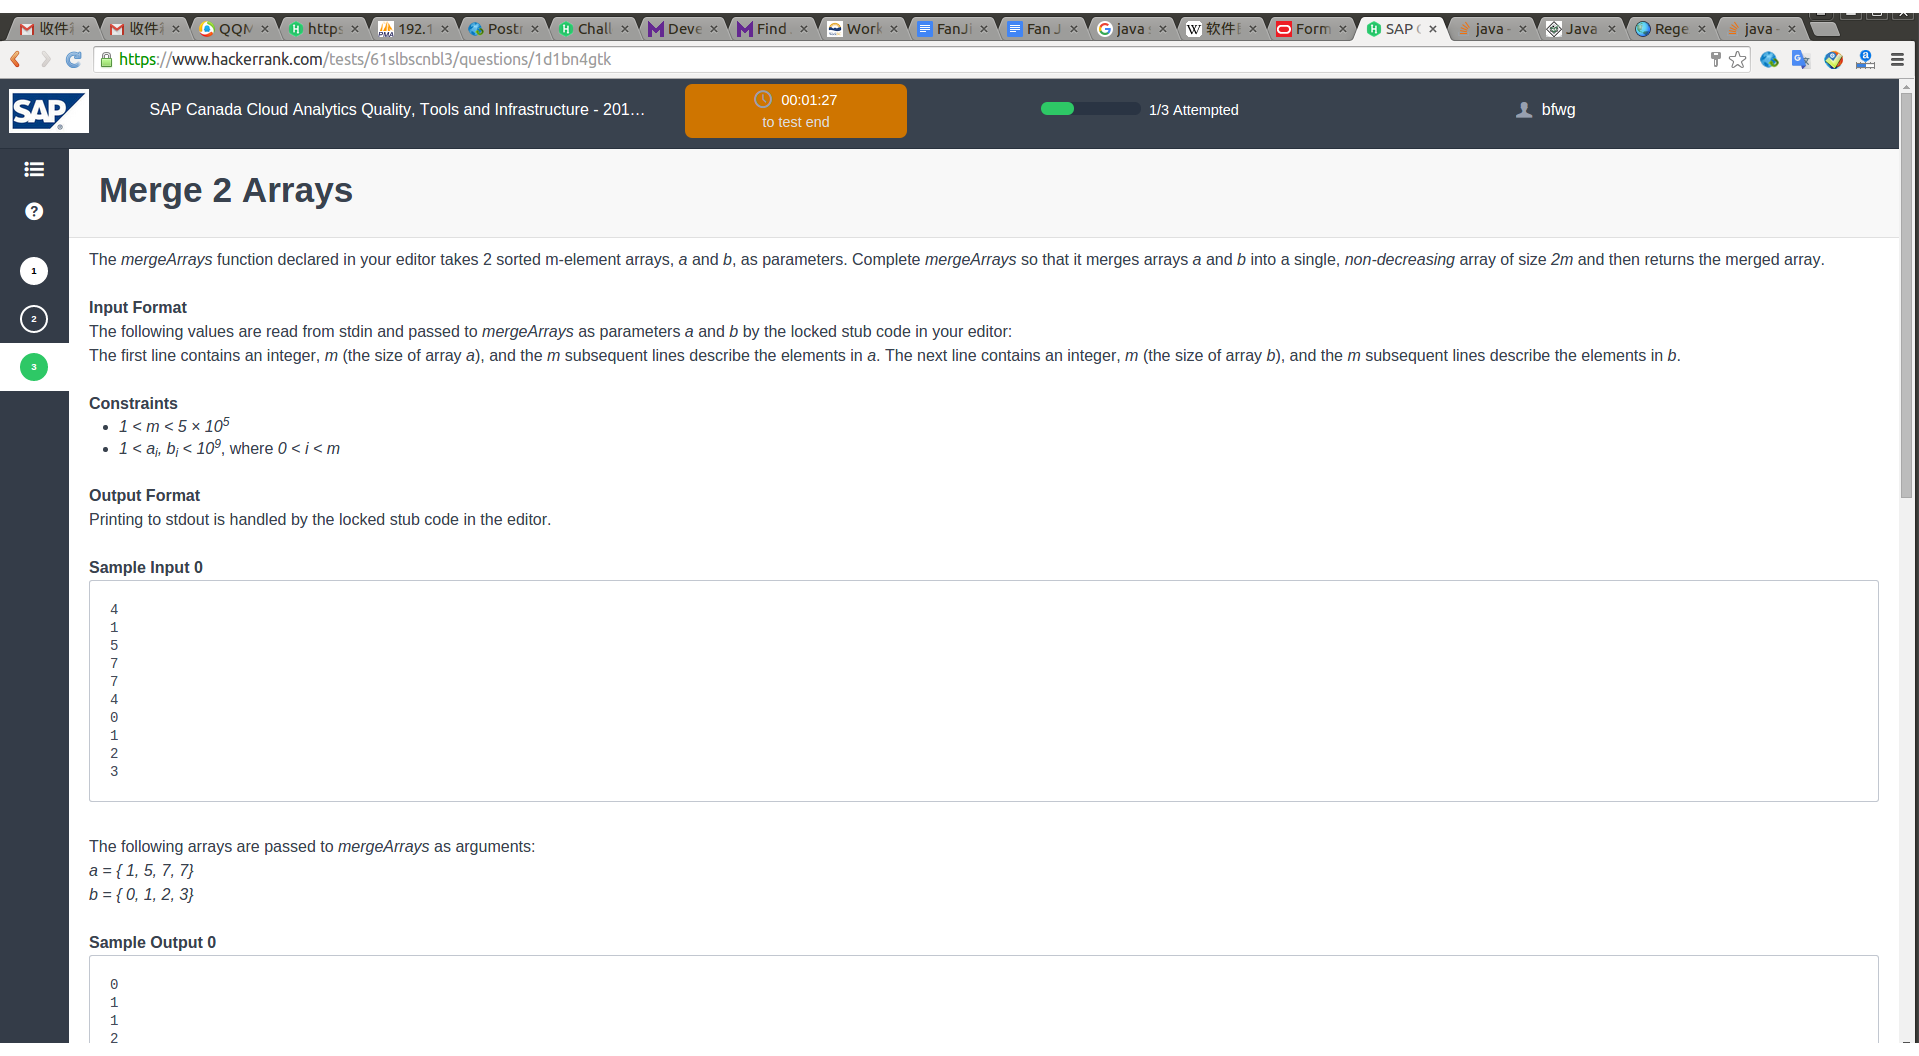 收件 收件 QQM https 192.1 Post Chall Deve Find Work FanJi Fan J java 软件 Form SAP java - Java Rege java -
https://www.hackerrank.com/tests/61slbscnbl3/questions/1d1bn4gtk
SAP SAP Canada Cloud Analytics Quality, Tools and Infrastructure - 201... 00:01:27 1/3 Attempted bfwg
to test end
Merge 2 Arrays
1
2
3
The mergeArrays function declared in your editor takes 2 sorted m-element arrays, a and b, as parameters. Complete mergeArrays so that it merges arrays a and b into a single, non-decreasing array of size 2m and then returns the merged array.
Input Format
The following values are read from stdin and passed to mergeArrays as parameters a and b by the locked stub code in your editor:
The first line contains an integer, m (the size of array a), and the m subsequent lines describe the elements in a. The next line contains an integer, m (the size of array b), and the m subsequent lines describe the elements in b.
Constraints
• 1 < m < 5 × 10⁵
• 1 < aᵢ, bᵢ < 10⁹, where 0 < i < m
Output Format
Printing to stdout is handled by the locked stub code in the editor.
Sample Input 0
4
1
5
7
7
4
0
1
2
3
The following arrays are passed to mergeArrays as arguments:
a = { 1, 5, 7, 7}
b = { 0, 1, 2, 3}
Sample Output 0
0
1
1
2